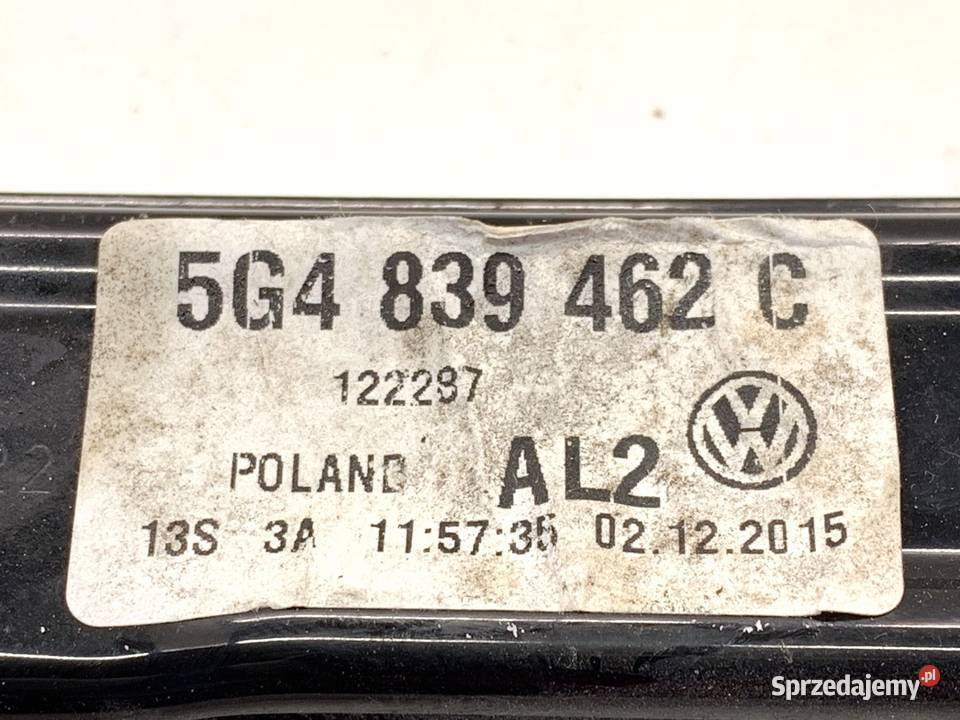 5G4 839 462 C
122287
POLAND AL2
13S 3A 11:57:35 02.12.2015
Sprzedajemy.pl